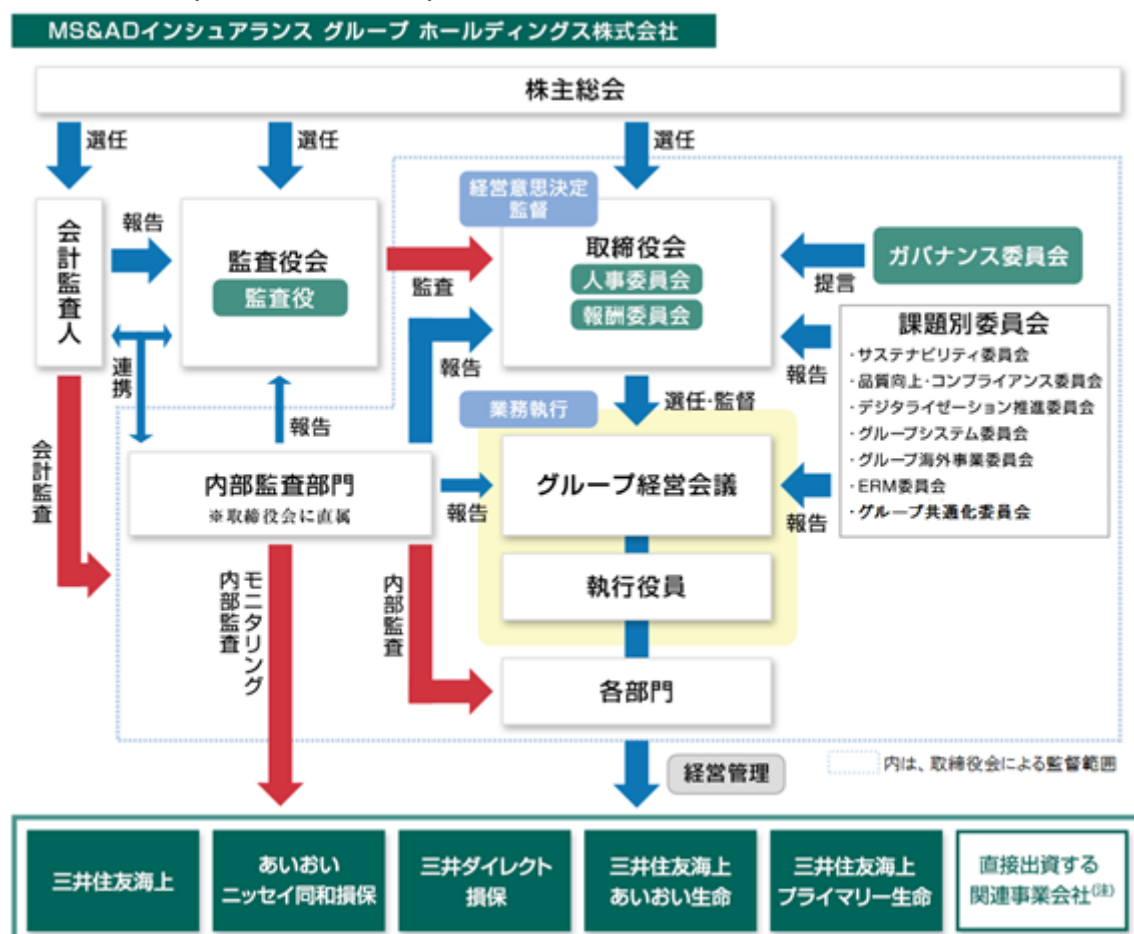 MS&ADインシュアランス グループ ホールディングス株式会社
株主総会
選任
選任
選任
経営意思決定
監督
会計監査人
報告
監査役会
監査役
監査
取締役会
人事委員会
報酬委員会
ガバナンス委員会
提言
課題別委員会
・サステナビリティ委員会
・品質向上・コンプライアンス委員会
・デジタライゼーション推進委員会
・グループシステム委員会
・グループ海外事業委員会
・ERM委員会
・グループ共通化委員会
連携
報告
報告
報告
業務執行
選任・監督
会計監査
内部監査部門
※取締役会に直属
報告
グループ経営会議
報告
執行役員
モニタリング
内部監査
内部監査
各部門
経営管理
内は、取締役会による監督範囲
三井住友海上
あいおい
ニッセイ同和損保
三井ダイレクト
損保
三井住友海上
あいおい生命
三井住友海上
プライマリー生命
直接出資する
関連事業会社(注)